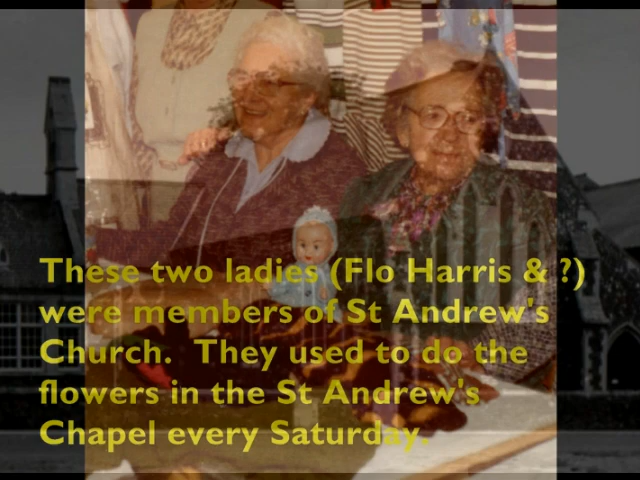 These two ladies (Flo Harris & ?)
were members of St Andrew's
Church. They used to do the
flowers in the St Andrew's
Chapel every Saturday.